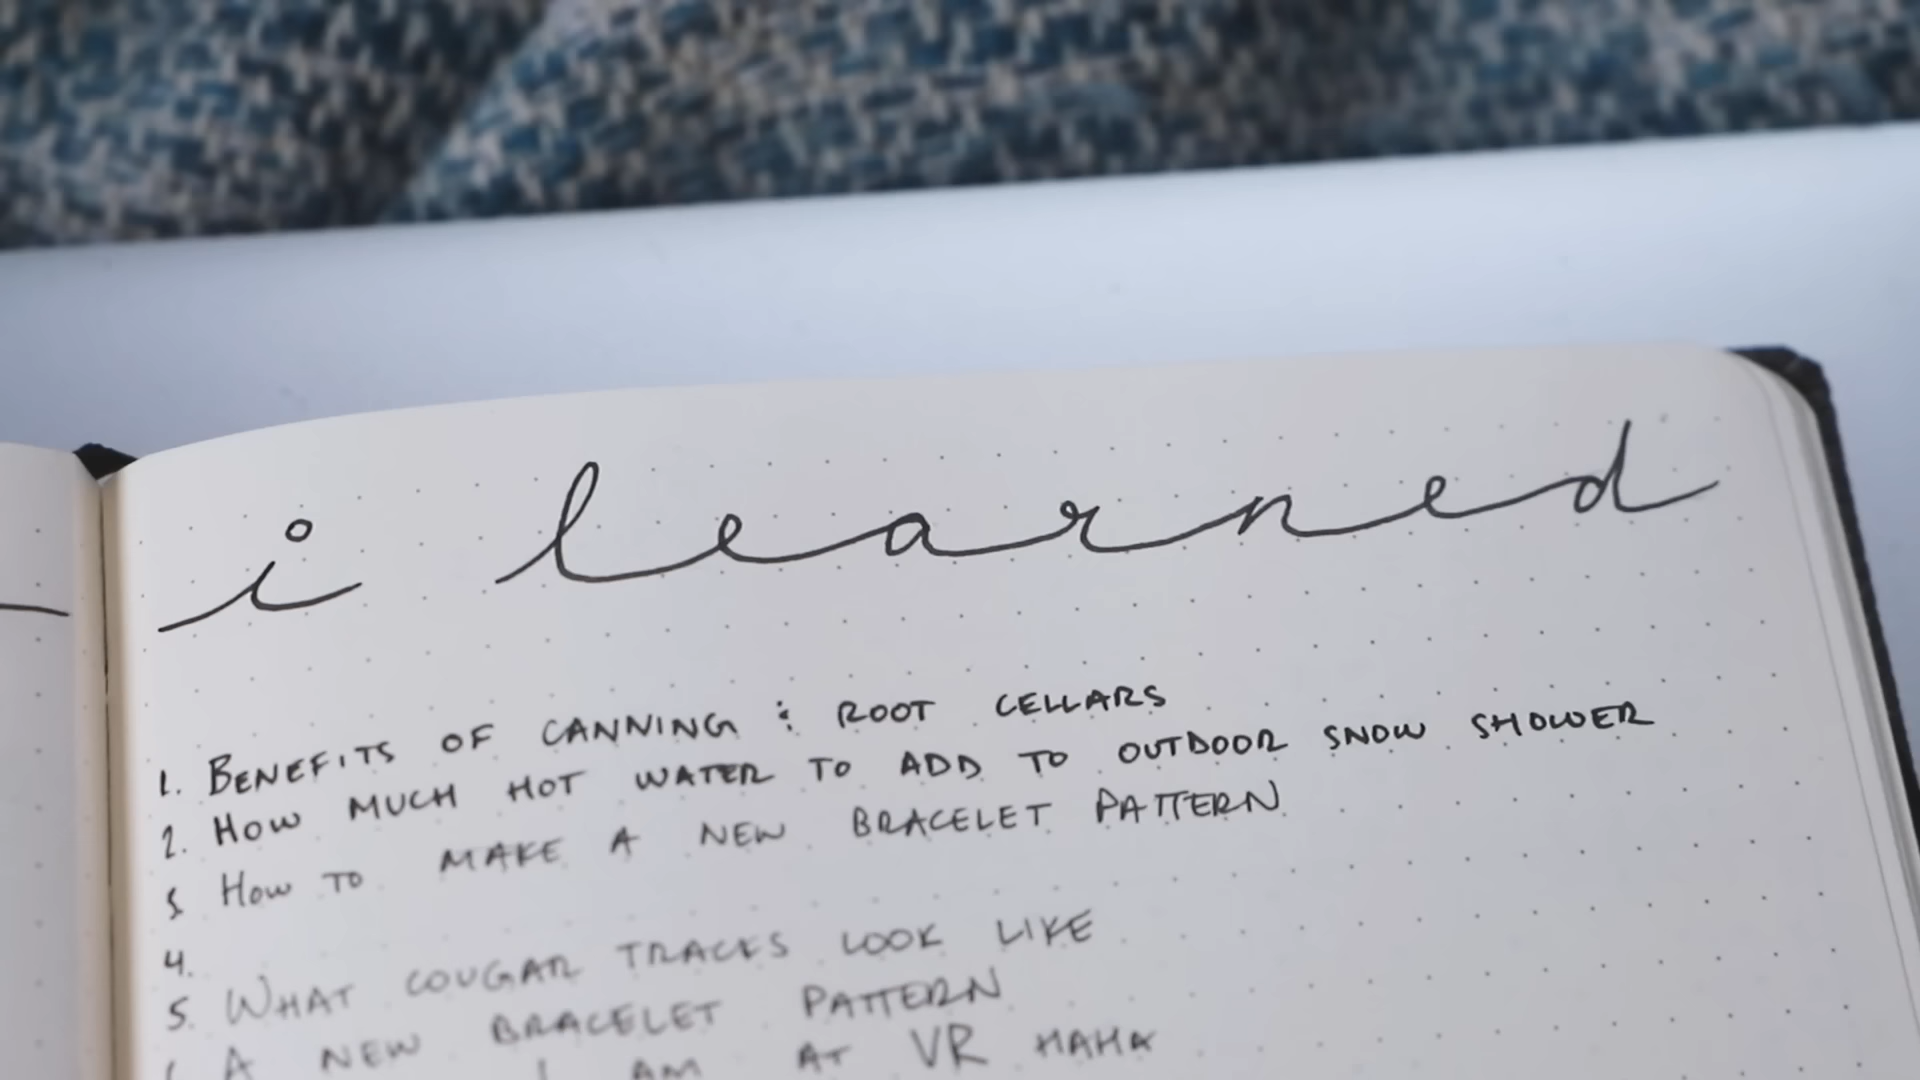 i learned
1. BENEFITS OF CANNING & ROOT CELLARS
2. HOW MUCH HOT WATER TO ADD TO OUTDOOR SNOW SHOWER
3 HOW TO MAKE A NEW BRACELET PATTERN
4.
5. WHAT COUGAR TRACKS LOOK LIKE
A NEW BRACELET PATTERN
I AM AT VR HAHA